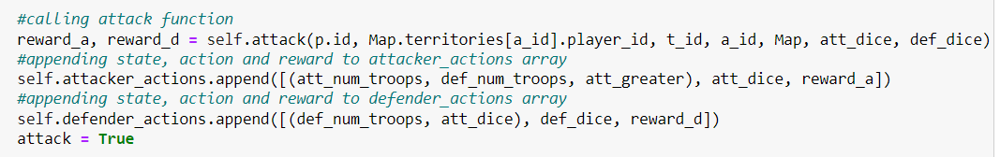 #calling attack function
reward_a, reward_d = self.attack(p.id, Map.territories[a_id].player_id, t_id, a_id, Map, att_dice, def_dice)
#appending state, action and reward to attacker_actions array
self.attacker_actions.append([(att_num_troops, def_num_troops, att_greater), att_dice, reward_a])
#appending state, action and reward to defender_actions array
self.defender_actions.append([(def_num_troops, att_dice), def_dice, reward_d])
attack = True